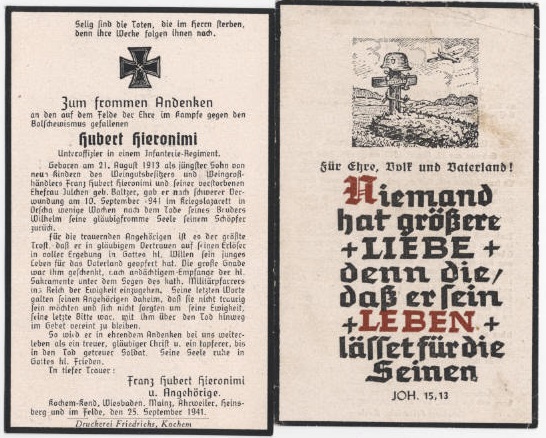 Selig sind die Toten, die im Herrn sterben,
denn ihre Werke folgen ihnen nach.
Zum frommen Andenken
an den auf dem Felde der Ehre im Kampfe gegen den
Bolschewismus gefallenen
Hubert Hieronimi
Unteroffizier in einem Infanterie-Regiment.
Geboren am 21. August 1913 als jüngster Sohn von
neun Kindern des Weingutsbesitzers und Weingroß-
händlers Franz Hubert Hieronimi und seiner verstorbenen
Ehefrau Julchen geb. Baltzer, gab er nach schwerer Ver-
wundung am 10. September 1941 im Kriegslazarett in
Orscha wenige Wochen nach dem Tode seines Bruders
Wilhelm seine gläubigfromme Seele seinem Schöpfer
zurück.
Für die trauernden Angehörigen ist es der größte
Trost, daß er in gläubigem Vertrauen auf seinen Erlöser
in voller Ergebung in Gottes hl. Willen sein junges
Leben für das Vaterland geopfert hat. Die große Gnade
war ihm geschenkt, nach andächtigem Empfange der hl.
Sakramente unter dem Segen des kath. Militärpfarrers
ins Reich der Ewigkeit einzugehen. Seine letzten Worte
galten seinen Angehörigen daheim, daß sie nicht traurig
sein möchten und sich nicht sorgten um seine Ewigkeit,
seine letzte Bitte war, mit ihm über den Tod hinweg
im Gebet vereint zu bleiben.
So wird er in ehrendem Andenken bei uns weiter-
leben als ein treuer, gläubiger Christ u. ein tapferer, bis
in den Tod getreuer Soldat. Seine Seele ruhe in
Gottes hl. Frieden.
In tiefer Trauer:
Franz Hubert Hieronimi
u. Angehörige.
Kochem-Kond, Wiesbaden, Mainz, Ahrweiler, Heins-
berg und im Felde, den 25. September 1941.
Druckerei Friedrichs, Kochem
Für Ehre, Volk und Vaterland!
Niemand
hat größere
+ LIEBE +
denn die,
daß er sein
+ LEBEN +
lässet für die
Seinen
JOH. 15,13